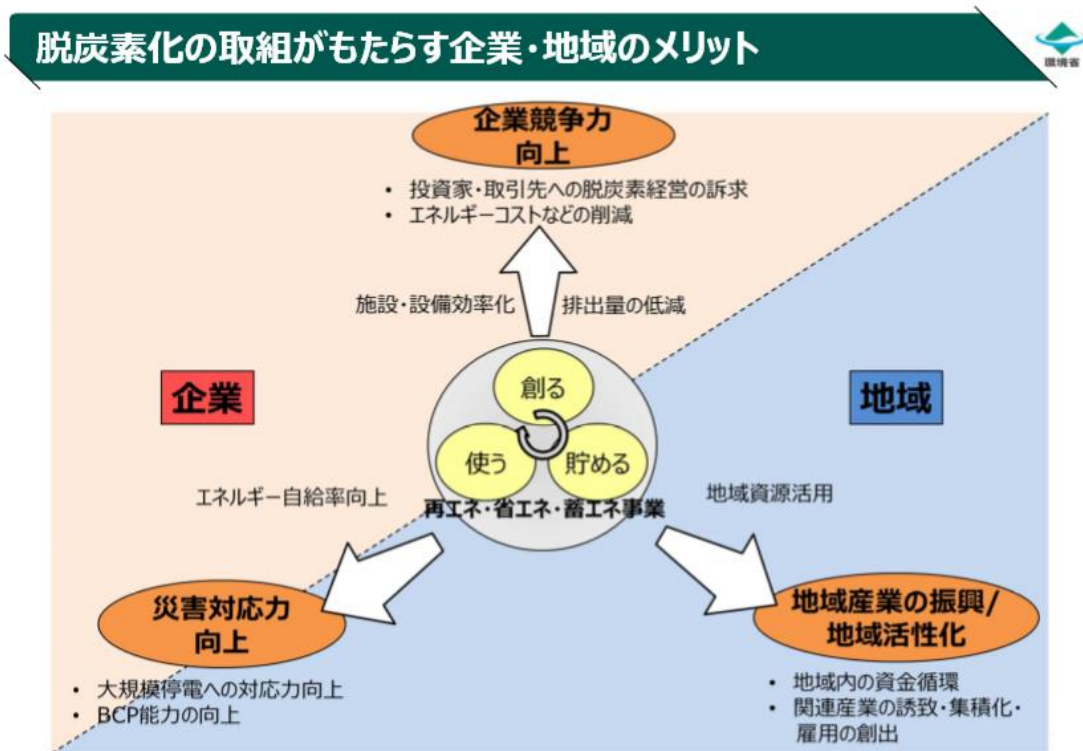 脱炭素化の取組がもたらす企業・地域のメリット
環境省
企業競争力
向上
• 投資家・取引先への脱炭素経営の訴求
• エネルギーコストなどの削減
施設・設備効率化
排出量の低減
企業
地域
創る
使う
貯める
再エネ・省エネ・蓄エネ事業
エネルギー自給率向上
地域資源活用
災害対応力
向上
• 大規模停電への対応力向上
• BCP能力の向上
地域産業の振興/
地域活性化
• 地域内の資金循環
• 関連産業の誘致・集積化・
雇用の創出